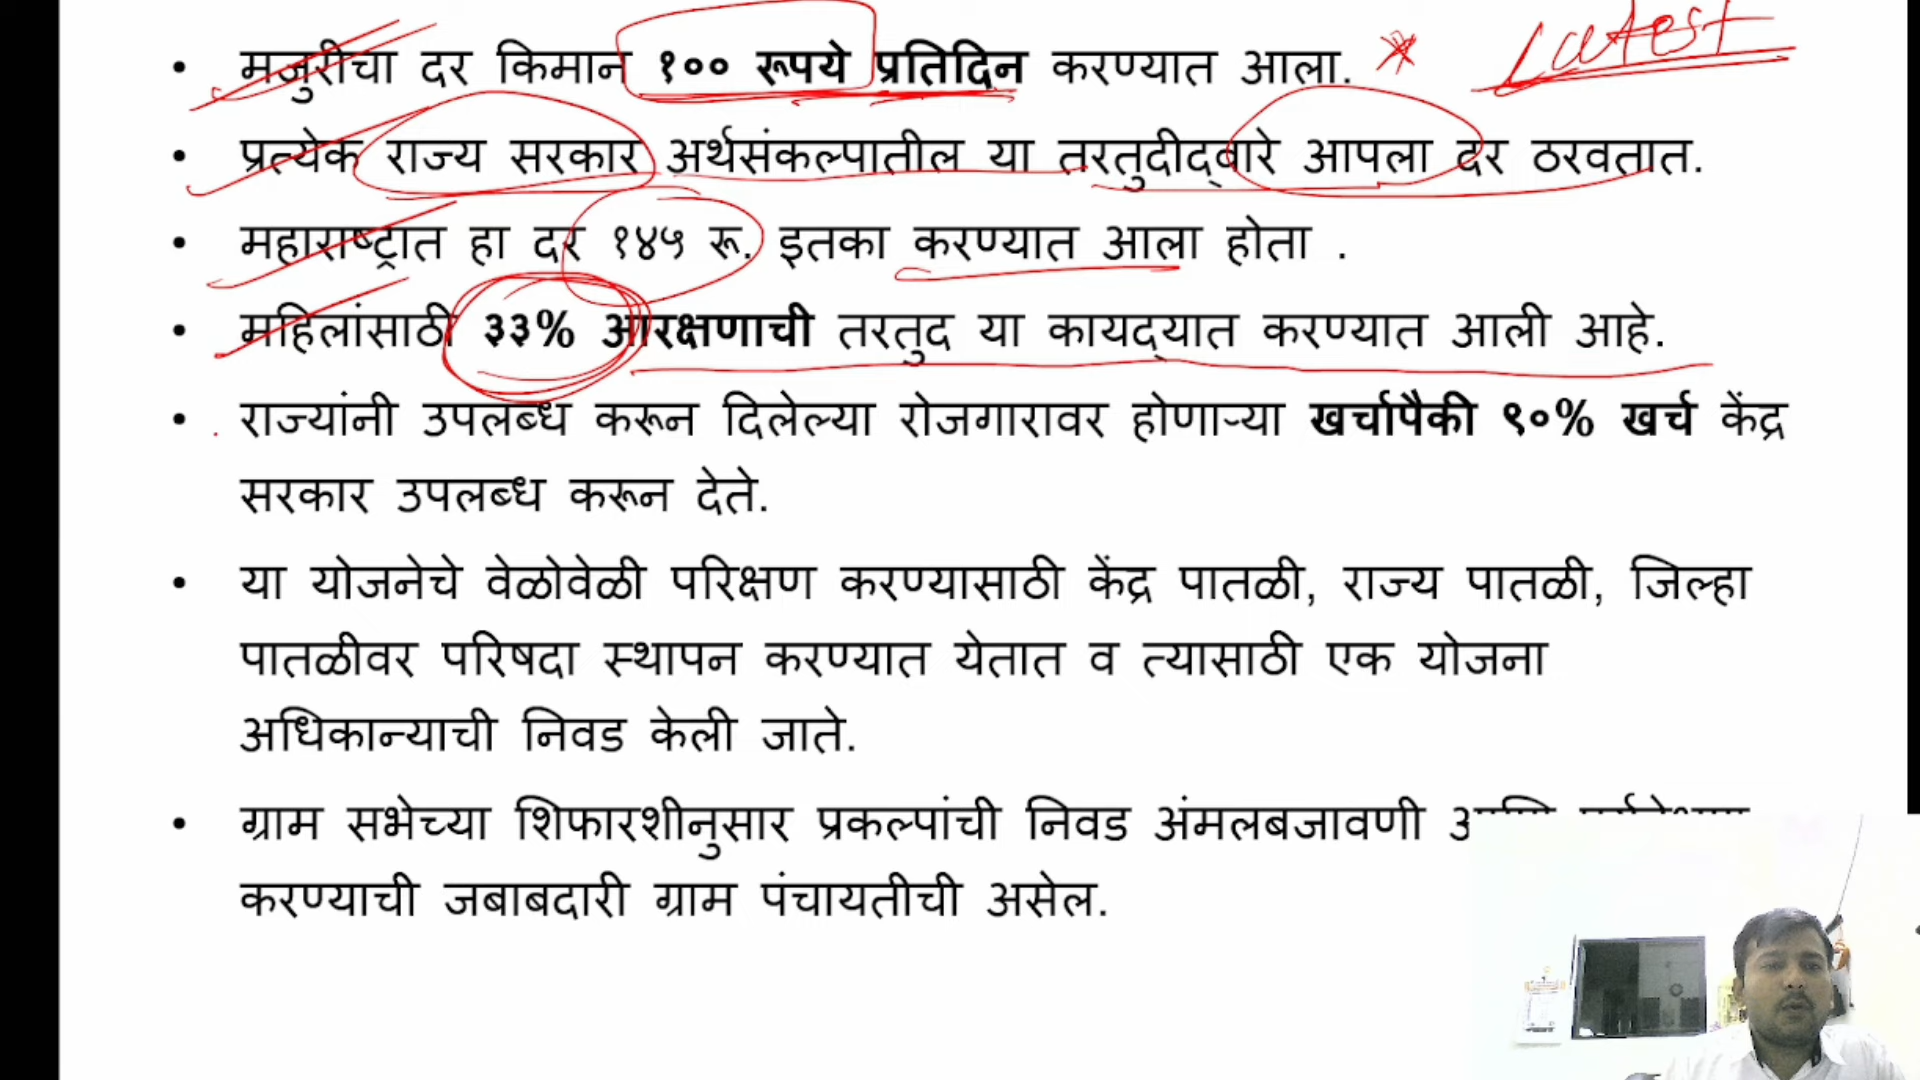 Latest
• मजुरीचा दर किमान १०० रूपये प्रतिदिन करण्यात आला. *
• प्रत्येक राज्य सरकार अर्थसंकल्पातील या तरतुदीद्वारे आपला दर ठरवतात.
• महाराष्ट्रात हा दर १४५ रू. इतका करण्यात आला होता .
• महिलांसाठी ३३% आरक्षणाची तरतुद या कायद्यात करण्यात आली आहे.
• राज्यांनी उपलब्ध करून दिलेल्या रोजगारावर होणाऱ्या खर्चापैकी ९०% खर्च केंद्र
सरकार उपलब्ध करून देते.
• या योजनेचे वेळोवेळी परिक्षण करण्यासाठी केंद्र पातळी, राज्य पातळी, जिल्हा
पातळीवर परिषदा स्थापन करण्यात येतात व त्यासाठी एक योजना
अधिकान्याची निवड केली जाते.
• ग्राम सभेच्या शिफारशीनुसार प्रकल्पांची निवड अंमलबजावणी
करण्याची जबाबदारी ग्राम पंचायतीची असेल.